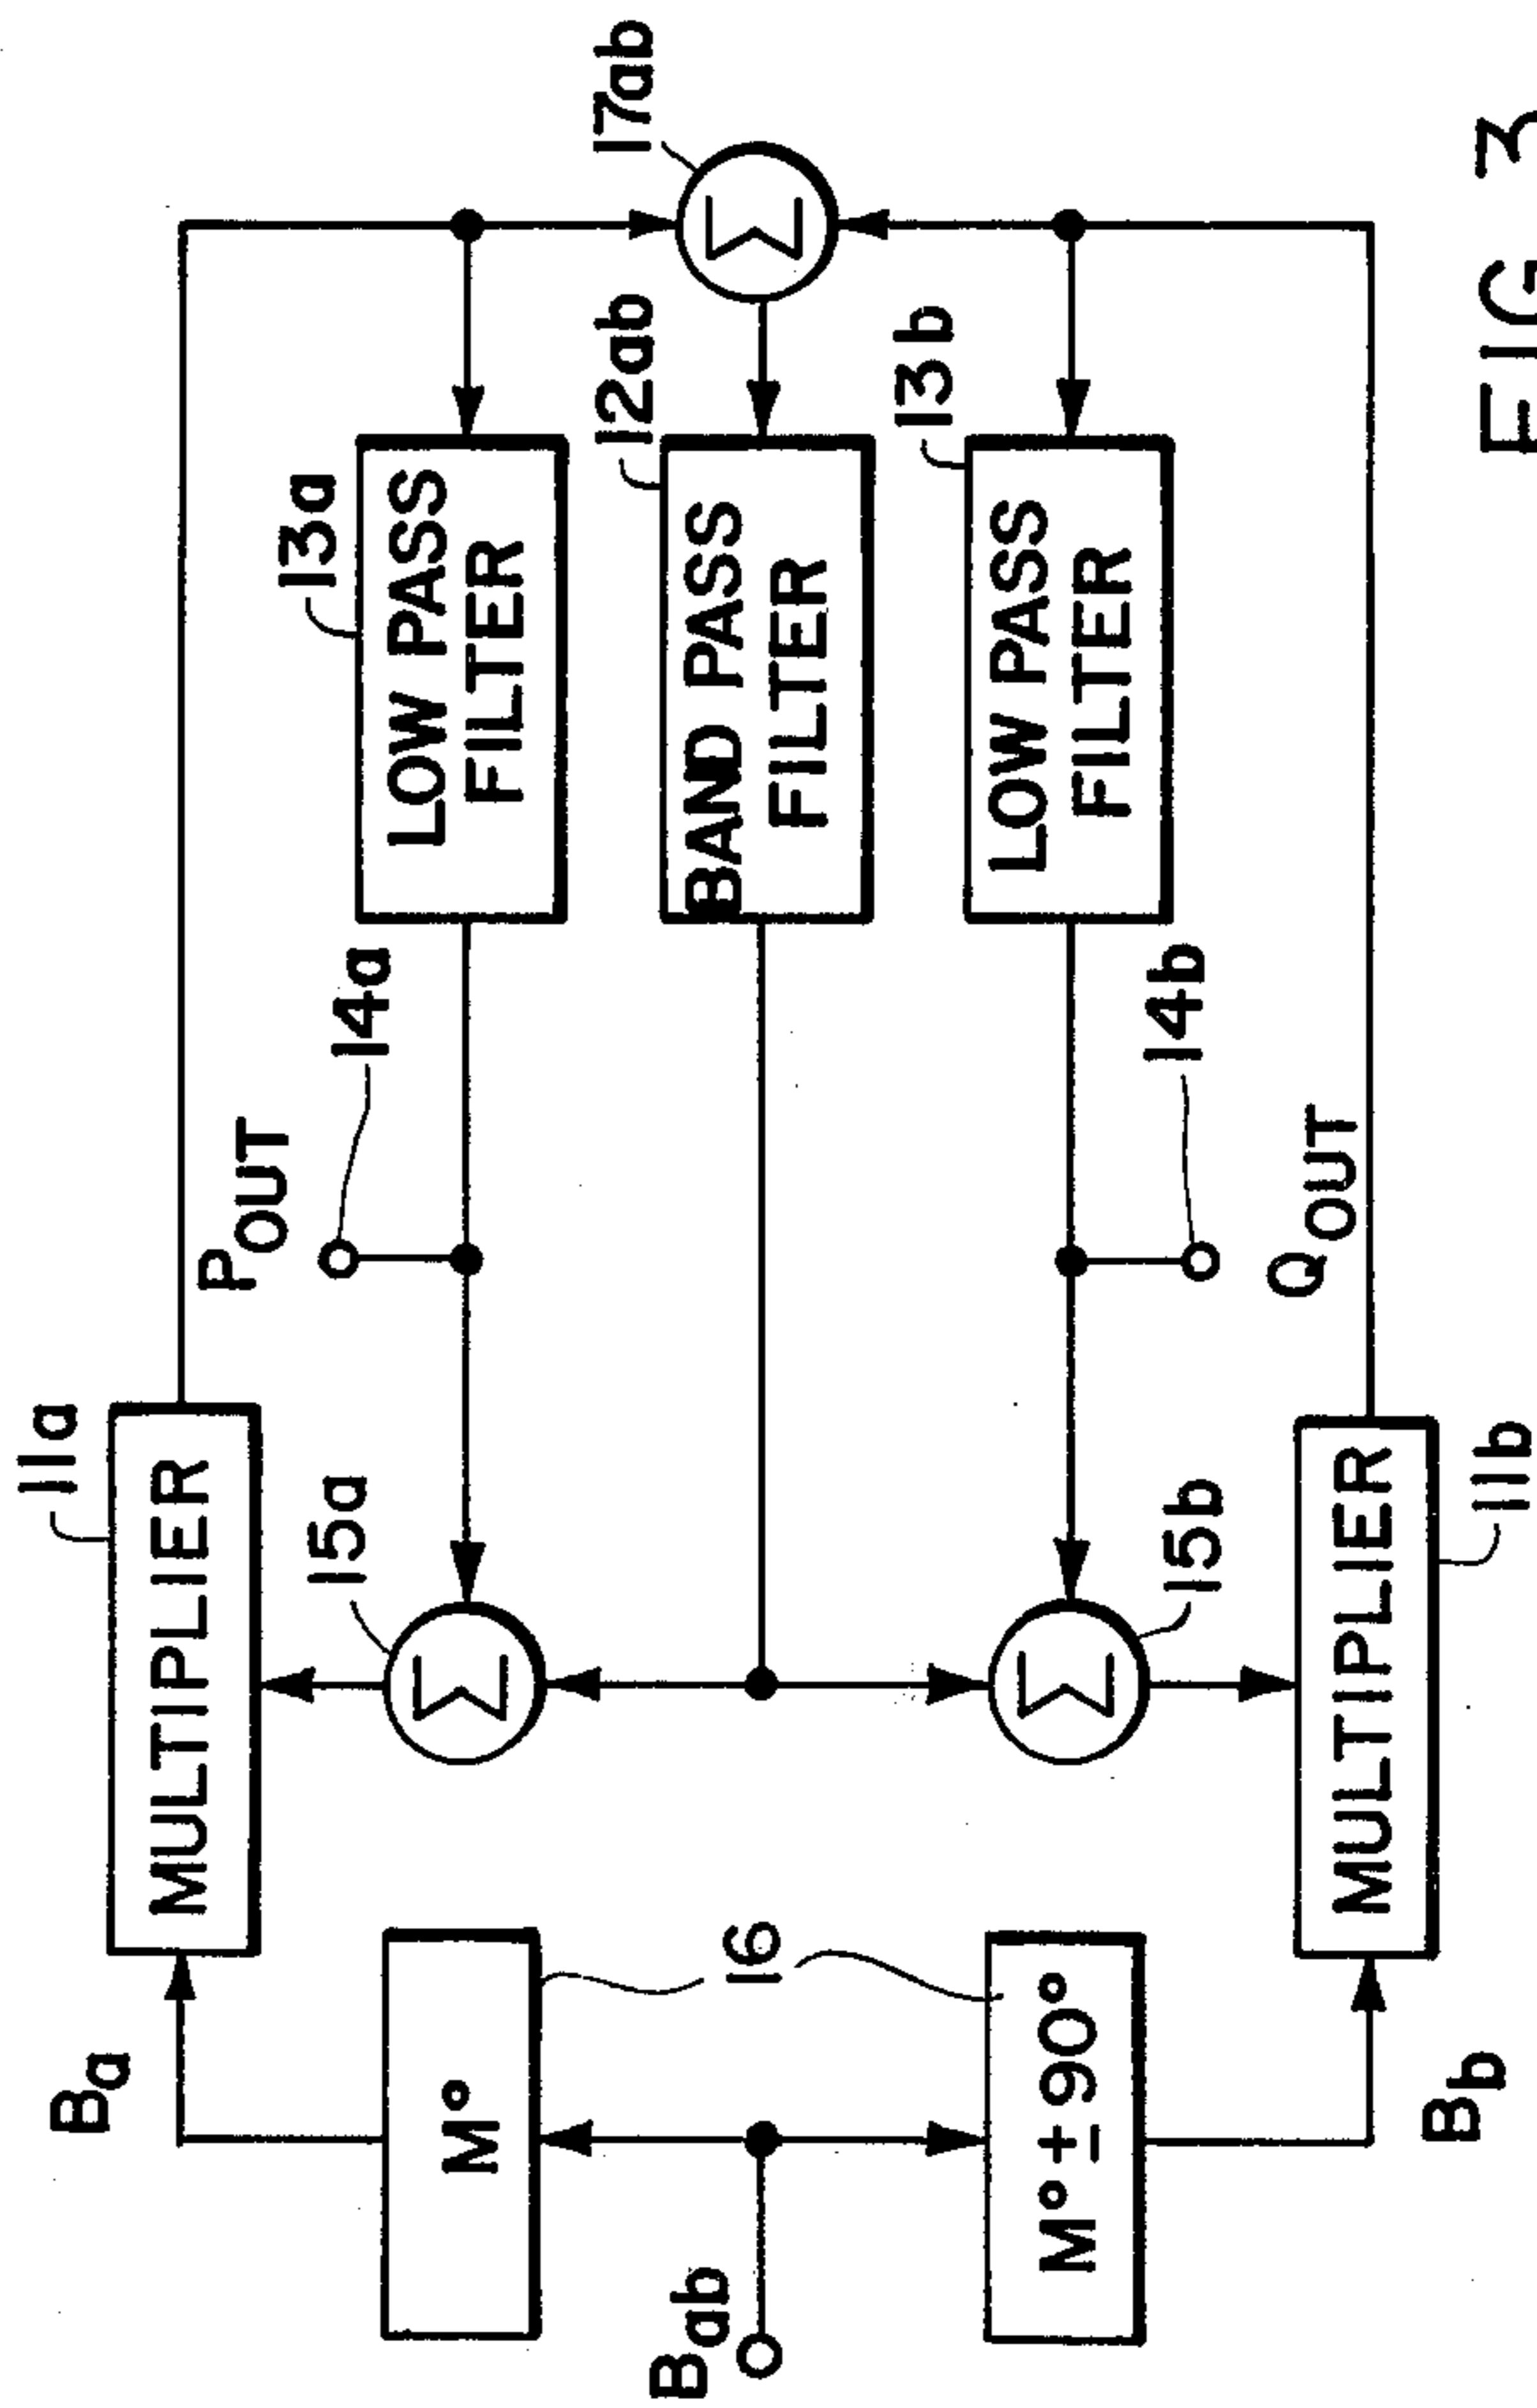 Ba
11a
MULTIPLIER
POUT
14a
13a
LOW PASS
FILTER
15a
M°
16
Bab
12ab
BAND PASS
FILTER
17ab
Σ
Σ
Σ
M°±90°
15b
14b
13b
LOW PASS
FILTER
QOUT
Bb
MULTIPLIER
11b
FIG 3